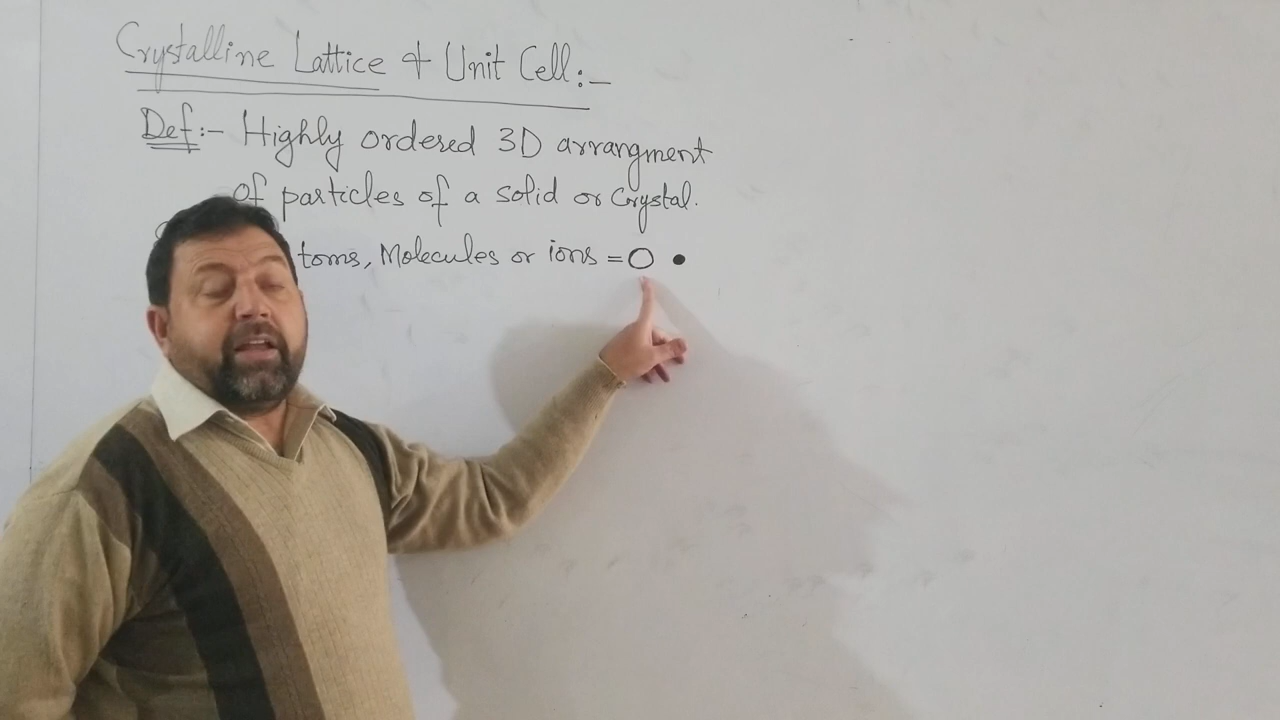 Crystalline Lattice & Unit Cell:-
Def:- Highly ordered 3D arrangment
of particles of a solid or Crystal.
toms, Molecules or ions = O •